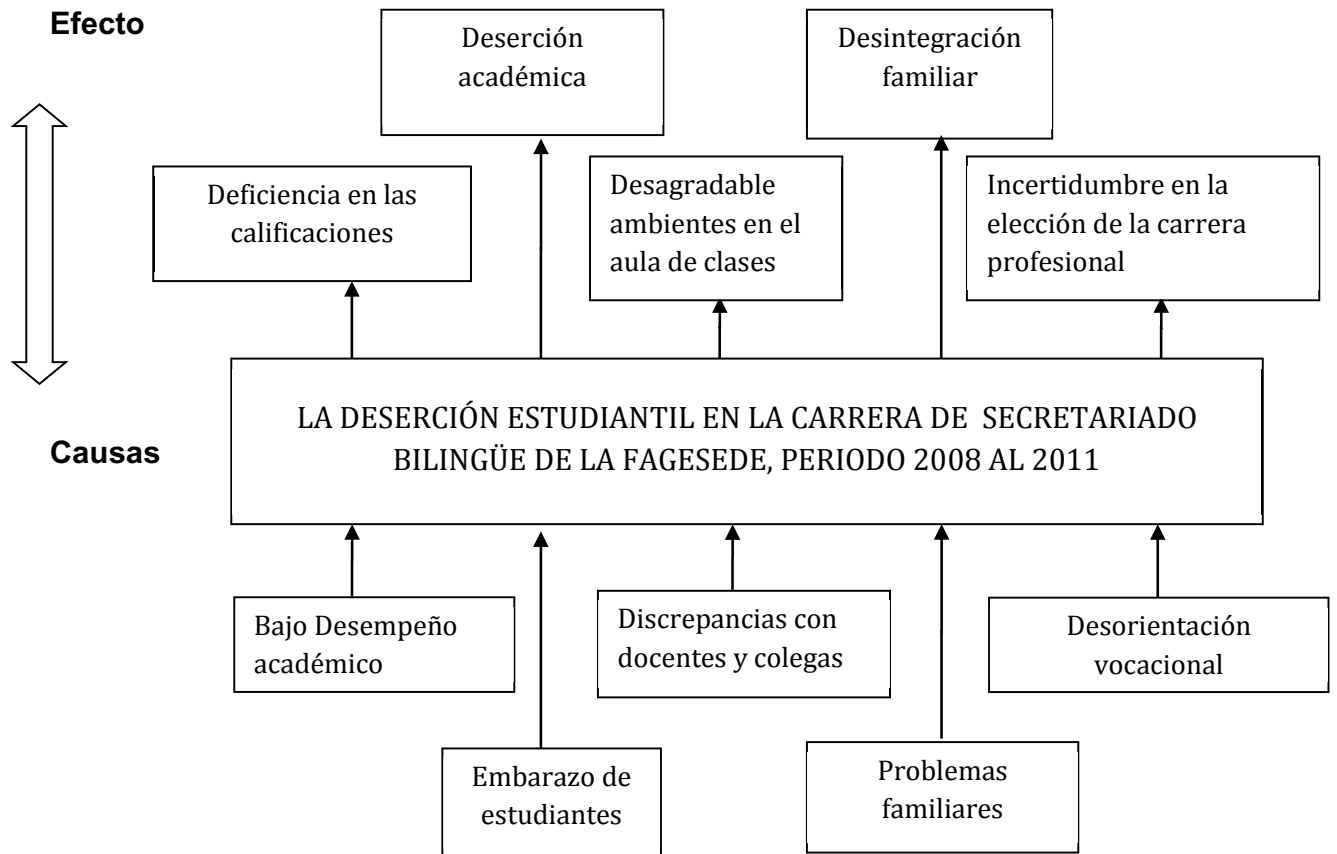 Efecto
Deserción
académica
Desintegración
familiar
Deficiencia en las
calificaciones
Desagradable
ambientes en el
aula de clases
Incertidumbre en la
elección de la carrera
profesional
LA DESERCIÓN ESTUDIANTIL EN LA CARRERA DE SECRETARIADO
BILINGÜE DE LA FAGESEDE, PERIODO 2008 AL 2011
Causas
Bajo Desempeño
académico
Discrepancias con
docentes y colegas
Desorientación
vocacional
Embarazo de
estudiantes
Problemas
familiares